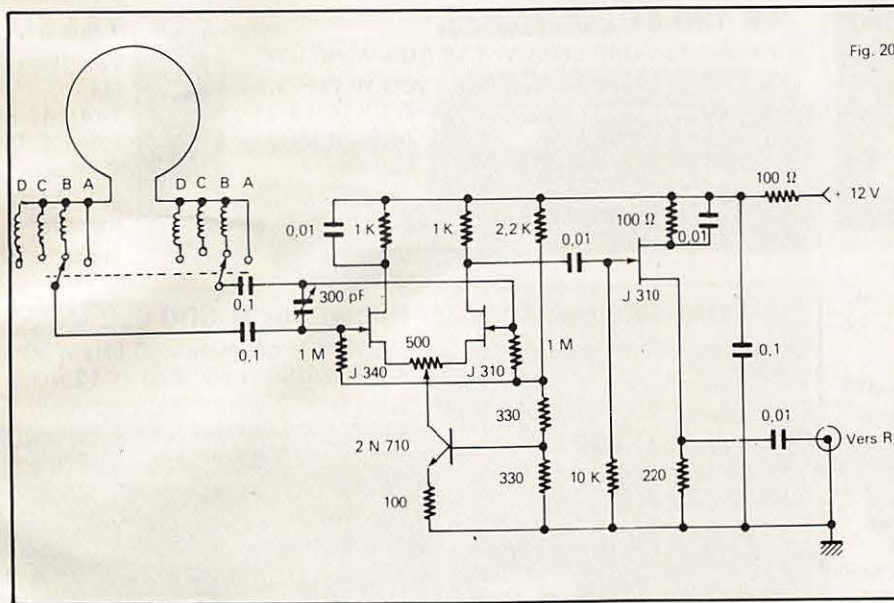 Fig. 20
D C B A
D C B A
0,1
0,1
300 pF
0,01
1 K
1 K
2,2 K
0,01
100 Ω
0,01
100 Ω
+ 12 V
J 310
1 M
500
1 M
J 340
J 310
330
330
2 N 710
100
10 K
220
0,1
0,01
Vers R